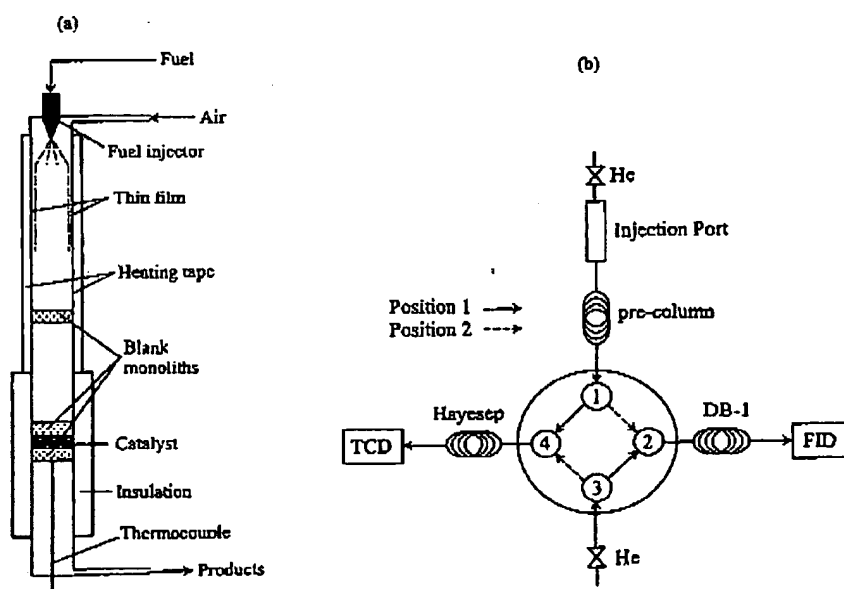 (a)
Fuel
Air
Fuel injector
Thin film
Heating tape
Blank
monoliths
Catalyst
Insulation
Thermocouple
Products
(b)
He
Injection Port
Position 1
Position 2
pre-column
1
Hayesep
DB-1
TCD
4
2
FID
3
He